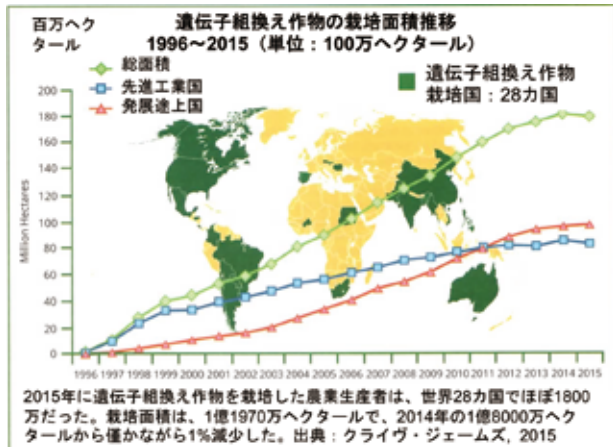 百万ヘク
タール
遺伝子組換え作物の栽培面積推移
1996～2015（単位：100万ヘクタール）
総面積
先進工業国
発展途上国
遺伝子組換え作物
栽培国：28カ国
Million Hectares
200
180
160
140
120
100
80
60
40
20
0
1996 1997 1998 1999 2000 2001 2002 2003 2004 2005 2006 2007 2008 2009 2010 2011 2012 2013 2014 2015
2015年に遺伝子組換え作物を栽培した農業生産者は、世界28カ国でほぼ1800
万だった。栽培面積は、1億1970万ヘクタールで、2014年の1億8000万ヘク
タールから僅かながら1%減少した。出典：クライヴ・ジェームズ、2015